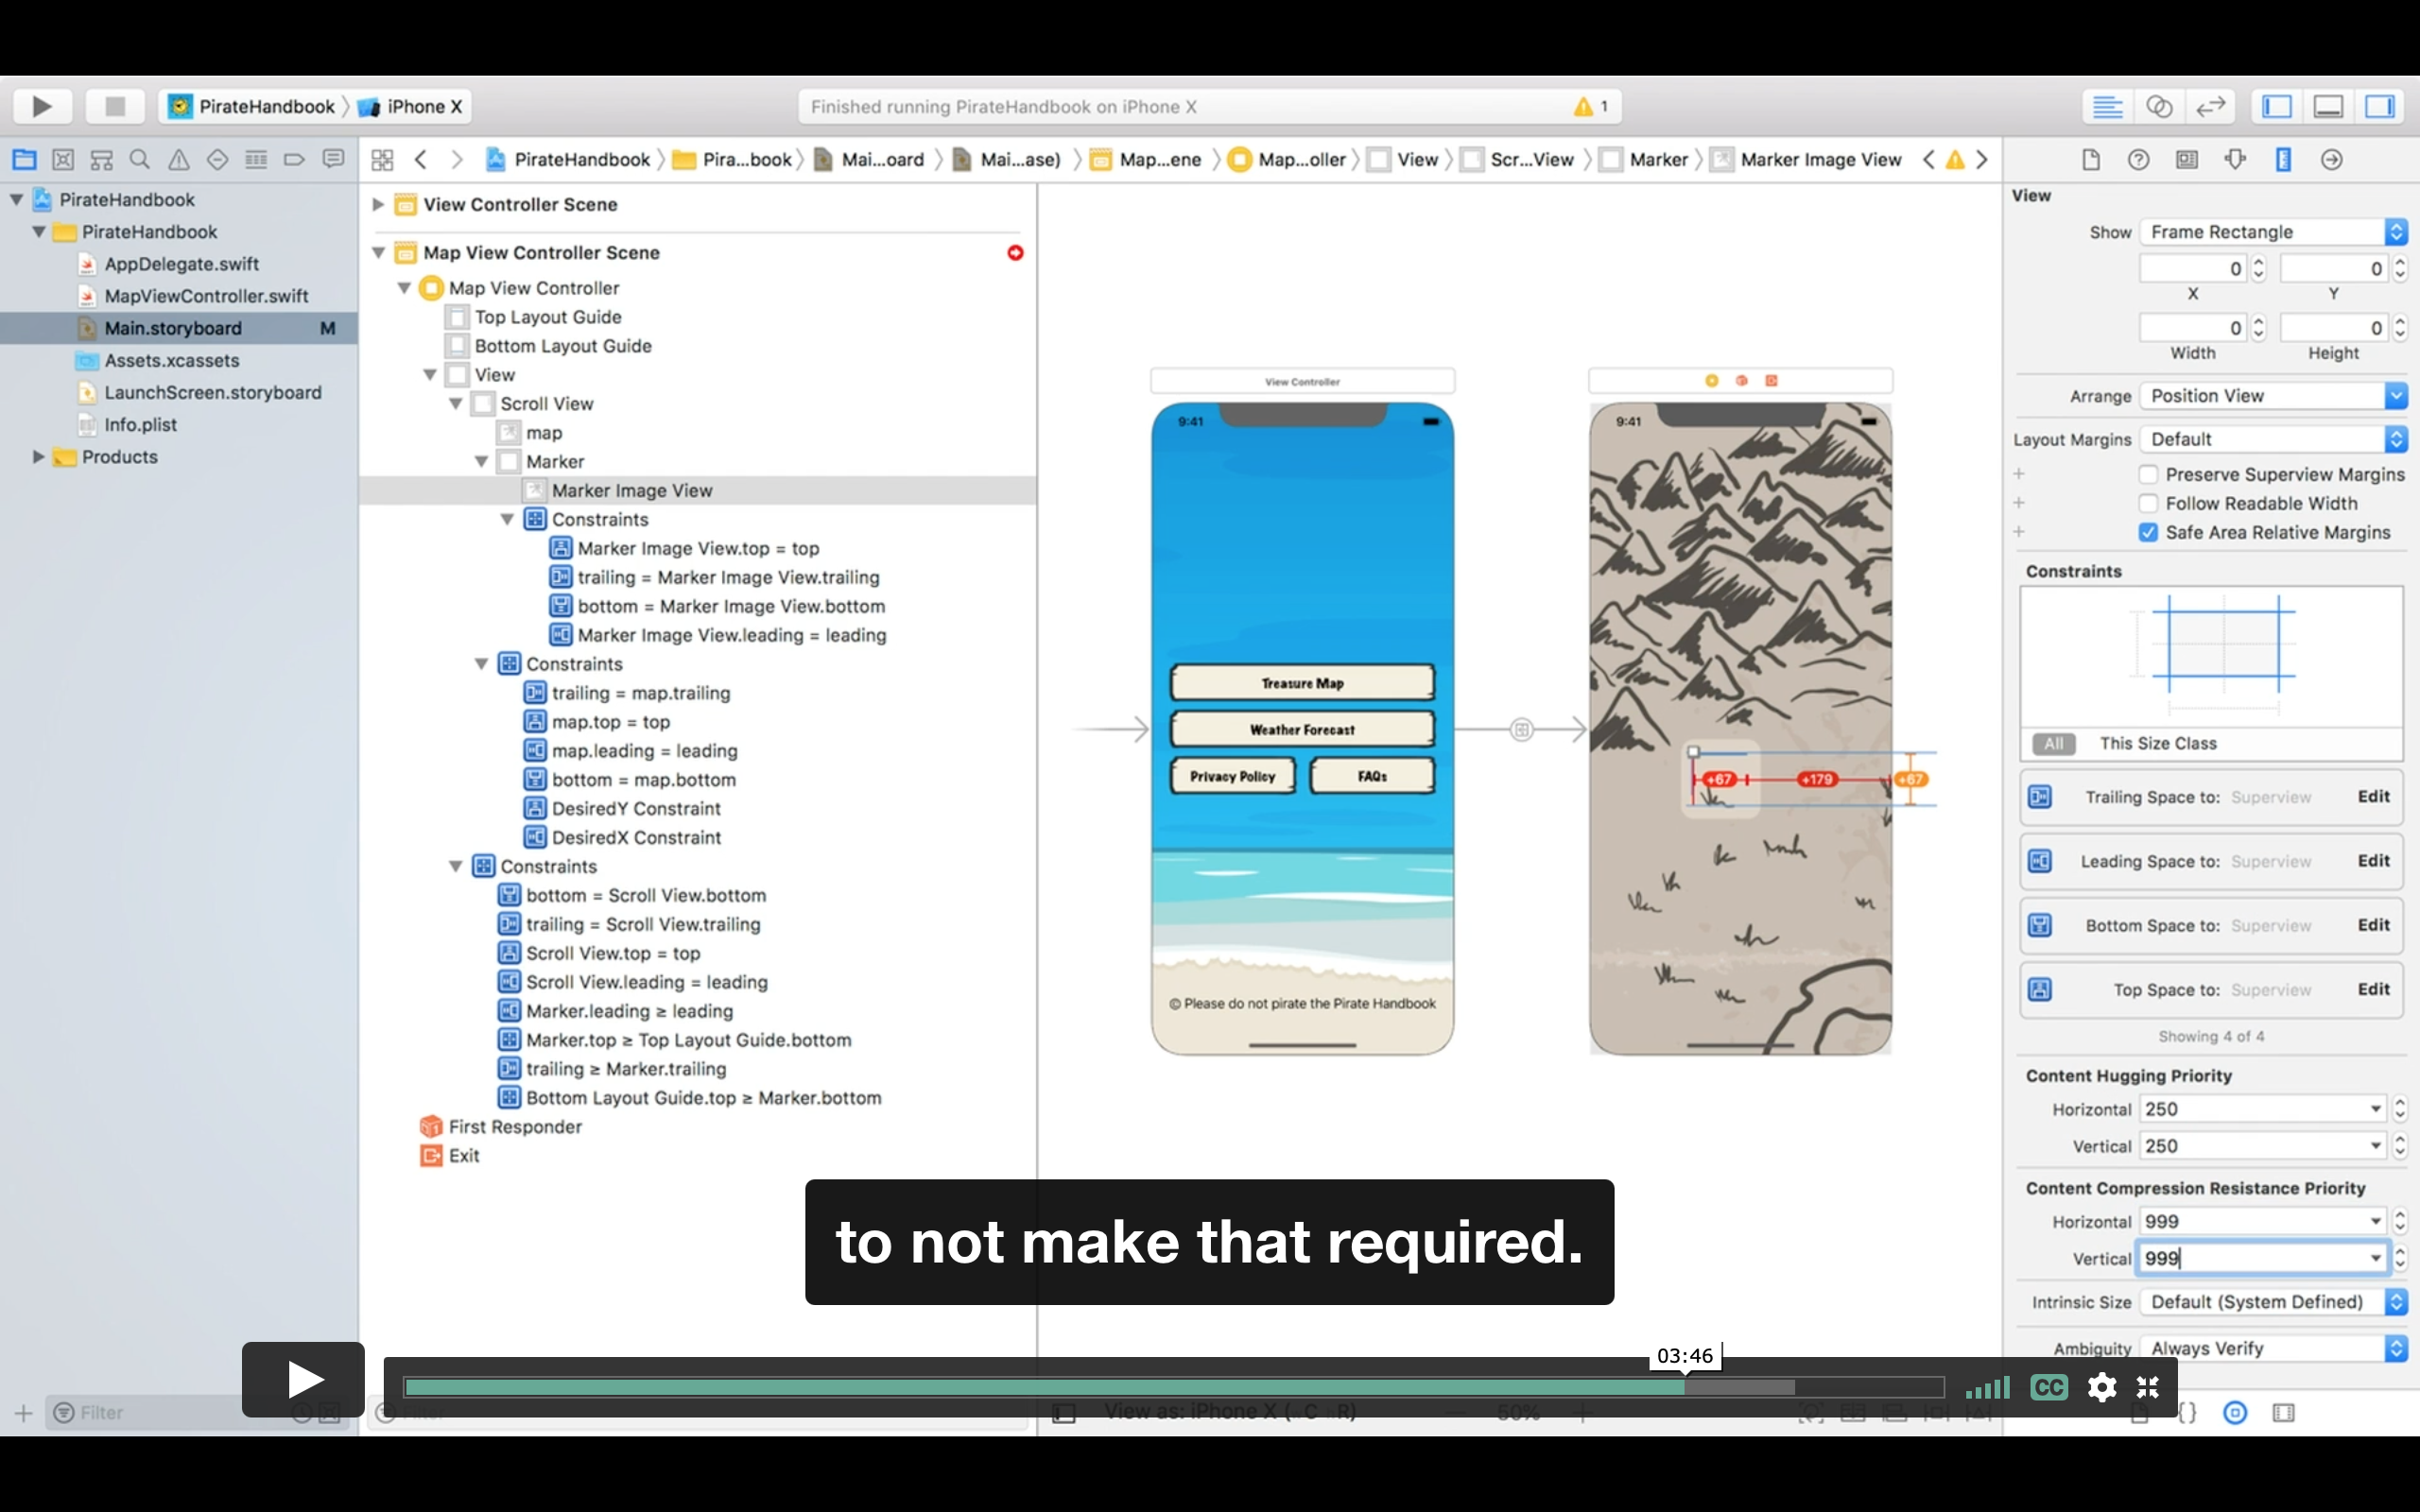 PirateHandbook
iPhone X
Finished running PirateHandbook on iPhone X
1
PirateHandbook
Pira...book
Mai...oard
Mai...ase)
Map...ene
Map...oller
View
Scr...View
Marker
Marker Image View
PirateHandbook
PirateHandbook
AppDelegate.swift
MapViewController.swift
Main.storyboard M
Assets.xcassets
LaunchScreen.storyboard
Info.plist
Products
Filter
View Controller Scene
Map View Controller Scene
Map View Controller
Top Layout Guide
Bottom Layout Guide
View
Scroll View
map
Marker
Marker Image View
Constraints
Marker Image View.top = top
trailing = Marker Image View.trailing
bottom = Marker Image View.bottom
Marker Image View.leading = leading
Constraints
trailing = map.trailing
map.top = top
map.leading = leading
bottom = map.bottom
DesiredY Constraint
DesiredX Constraint
Constraints
bottom = Scroll View.bottom
trailing = Scroll View.trailing
Scroll View.top = top
Scroll View.leading = leading
Marker.leading ≥ leading
Marker.top ≥ Top Layout Guide.bottom
trailing ≥ Marker.trailing
Bottom Layout Guide.top ≥ Marker.bottom
First Responder
Exit
Filter
View Controller
9:41
Treasure Map
Weather Forecast
Privacy Policy
FAQs
© Please do not pirate the Pirate Handbook
9:41
+67
+179
+67
to not make that required.
03:46
CC
View as: iPhone X (wC hR)
50%
View
Show Frame Rectangle
0 0
X Y
0 0
Width Height
Arrange Position View
Layout Margins Default
Preserve Superview Margins
Follow Readable Width
Safe Area Relative Margins
Constraints
All This Size Class
Trailing Space to: Superview Edit
Leading Space to: Superview Edit
Bottom Space to: Superview Edit
Top Space to: Superview Edit
Showing 4 of 4
Content Hugging Priority
Horizontal 250
Vertical 250
Content Compression Resistance Priority
Horizontal 999
Vertical 999
Intrinsic Size Default (System Defined)
Ambiguity Always Verify